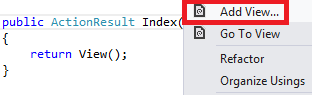 public ActionResult Index(
{
return View();
}
Add View...
Go To View
Refactor
Organize Usings